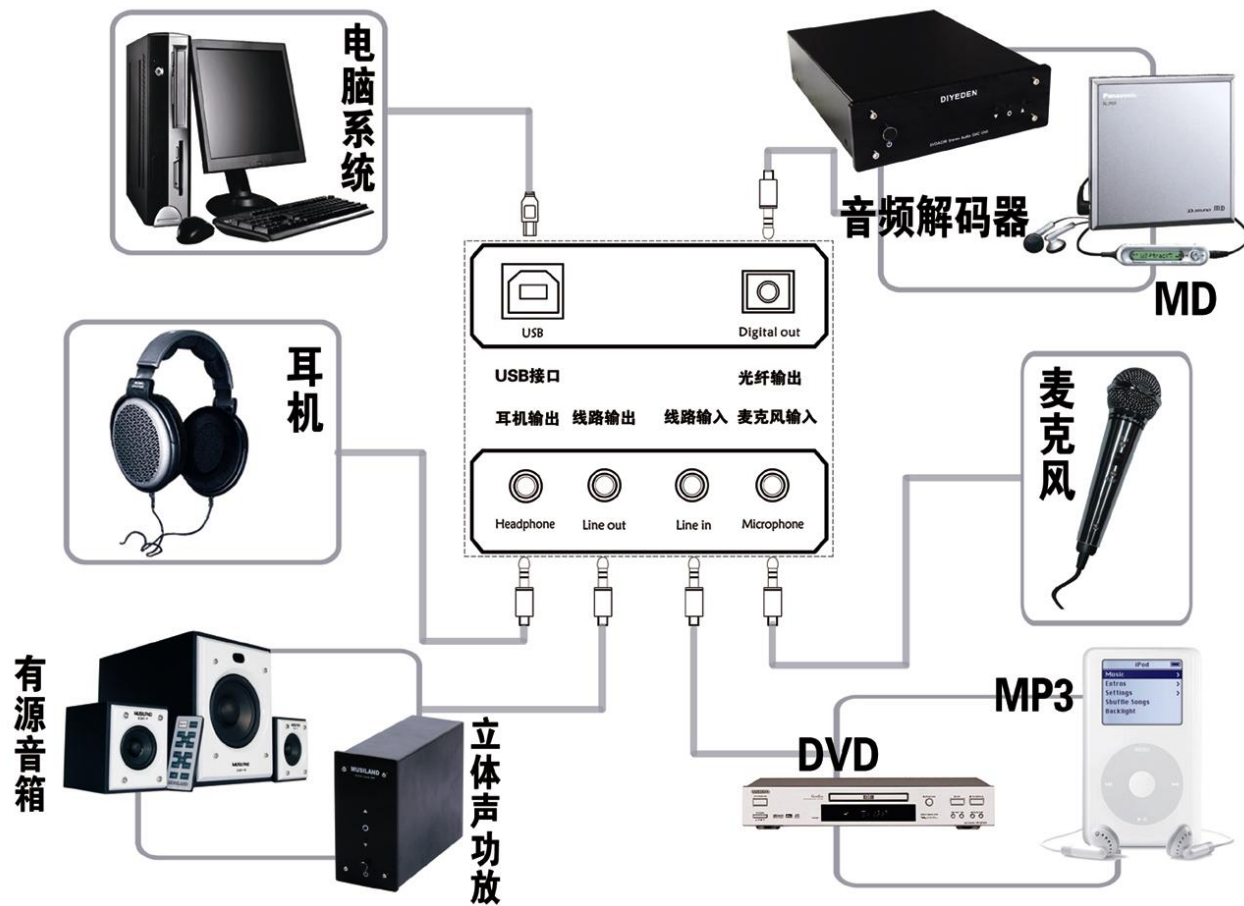 电脑系统
DIYEDEN
Panasonic
音频解码器
MD
USB
Digital out
USB接口
光纤输出
耳机输出
线路输出
线路输入
麦克风输入
Headphone
Line out
Line in
Microphone
耳机
麦克风
有源音箱
MUSILAND
立体声功放
MP3
DVD
iPod
Music
Extras
Settings
Shuffle Songs
Backlight
MENU